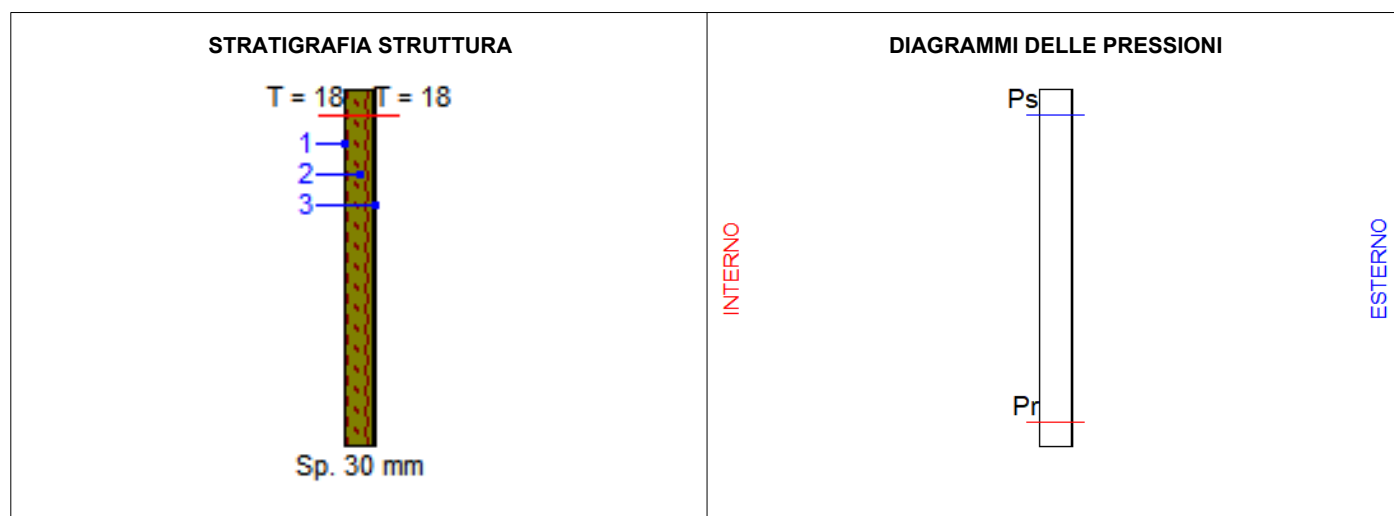 STRATIGRAFIA STRUTTURA
T = 18 T = 18
1
2
3
Sp. 30 mm
DIAGRAMMI DELLE PRESSIONI
Ps
INTERNO
ESTERNO
Pr